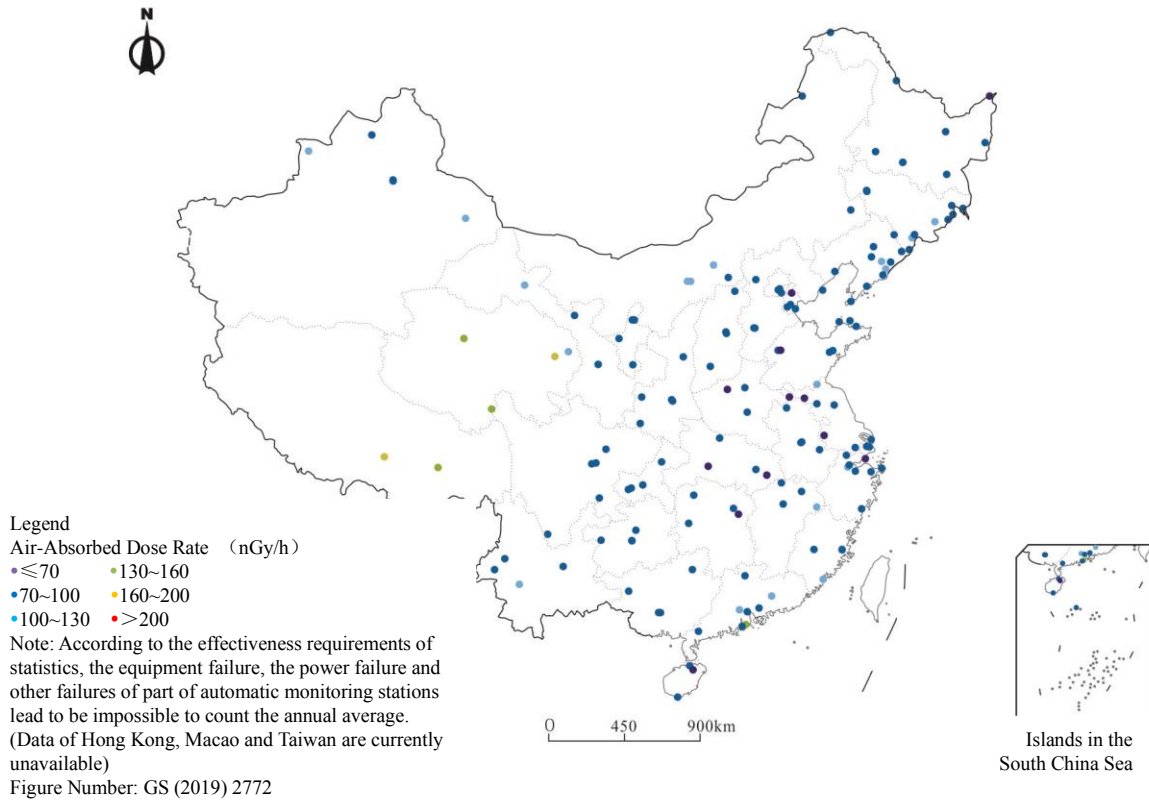 N
Legend
Air-Absorbed Dose Rate （nGy/h）
≤70 130~160
70~100 160~200
100~130 >200
Note: According to the effectiveness requirements of
statistics, the equipment failure, the power failure and
other failures of part of automatic monitoring stations
lead to be impossible to count the annual average.
(Data of Hong Kong, Macao and Taiwan are currently
unavailable)
Figure Number: GS (2019) 2772
0 450 900km
Islands in the
South China Sea